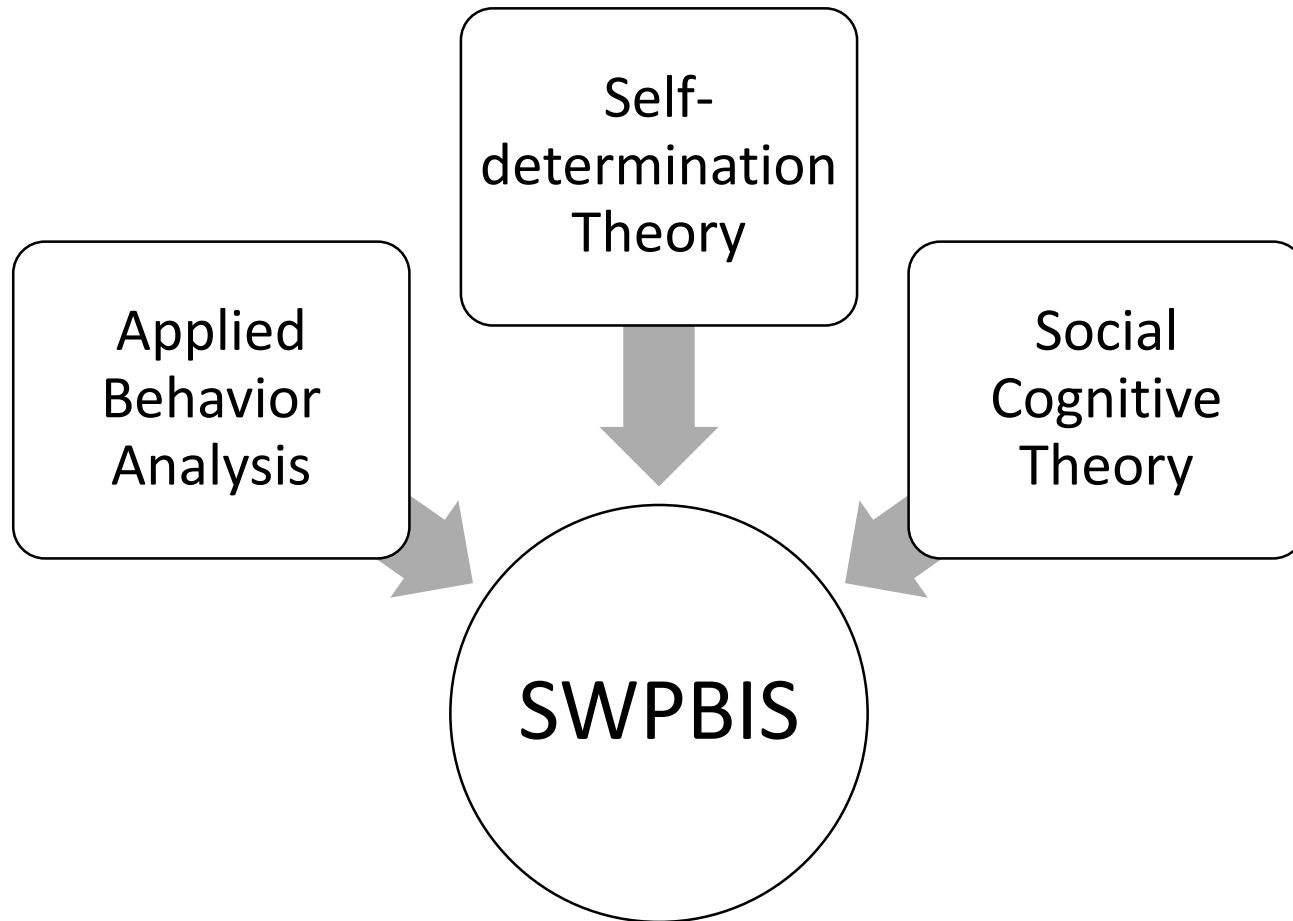 Self-
determination
Theory
Applied
Behavior
Analysis
Social
Cognitive
Theory
SWPBIS